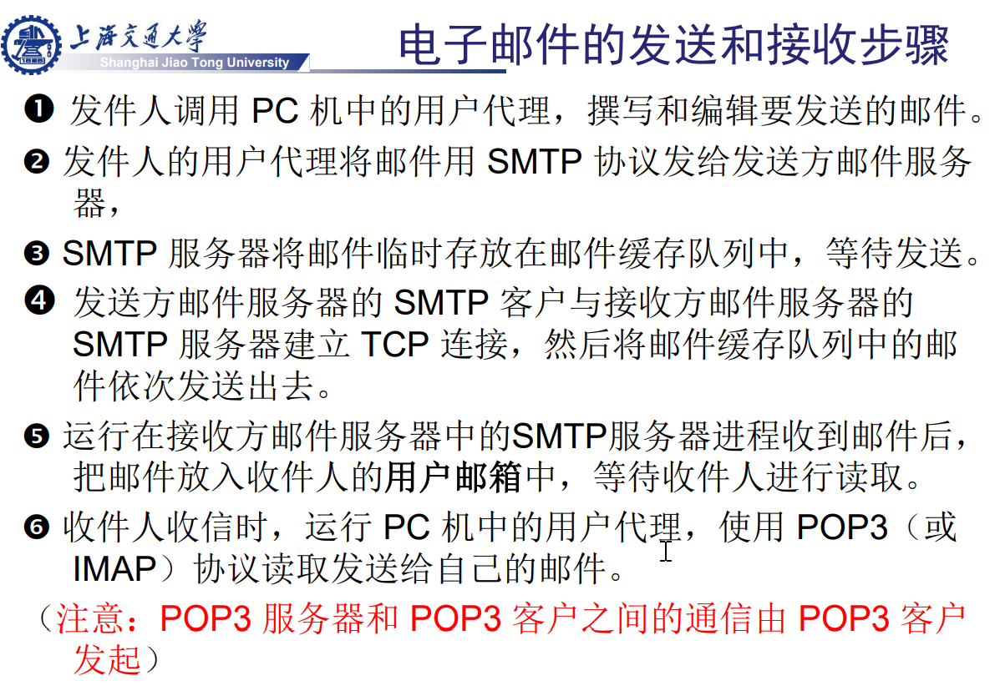 上海交通大学
Shanghai Jiao Tong University
电子邮件的发送和接收步骤
❶ 发件人调用 PC 机中的用户代理，撰写和编辑要发送的邮件。
❷ 发件人的用户代理将邮件用 SMTP 协议发给发送方邮件服务
器，
❸ SMTP 服务器将邮件临时存放在邮件缓存队列中，等待发送。
❹ 发送方邮件服务器的 SMTP 客户与接收方邮件服务器的
SMTP 服务器建立 TCP 连接，然后将邮件缓存队列中的邮
件依次发送出去。
❺ 运行在接收方邮件服务器中的SMTP服务器进程收到邮件后，
把邮件放入收件人的用户邮箱中，等待收件人进行读取。
❻ 收件人收信时，运行 PC 机中的用户代理，使用 POP3（或
IMAP）协议读取发送给自己的邮件。
（注意：POP3 服务器和 POP3 客户之间的通信由 POP3 客户
发起）